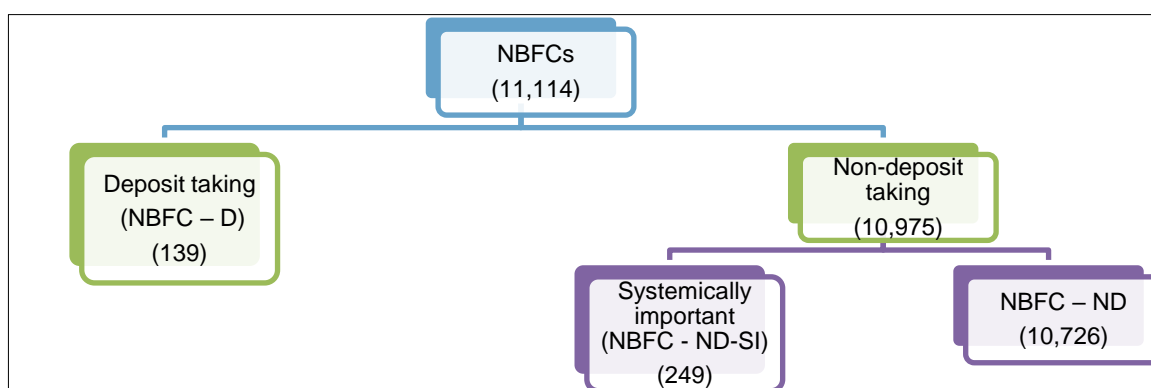 NBFCs
(11,114)
Deposit taking
(NBFC – D)
(139)
Non-deposit
taking
(10,975)
Systemically
important
(NBFC - ND-SI)
(249)
NBFC – ND
(10,726)